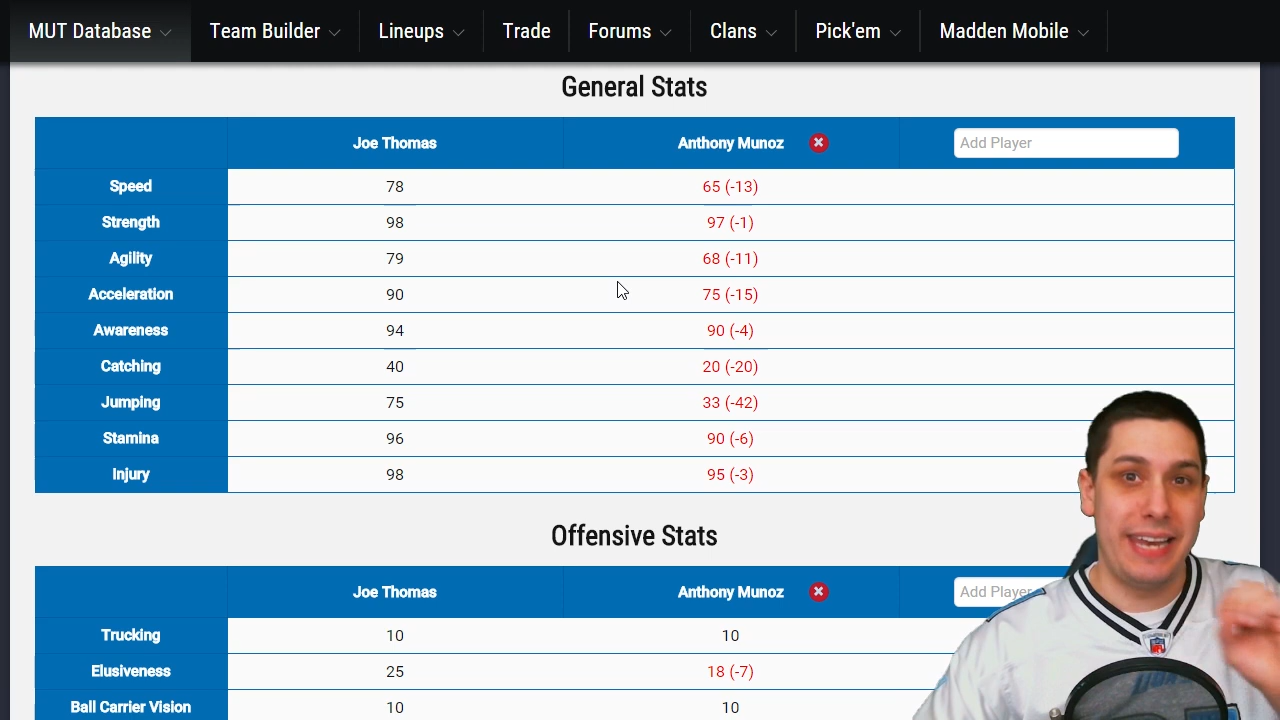 MUT Database Team Builder Lineups Trade Forums Clans Pick'em Madden Mobile
General Stats
Joe Thomas Anthony Munoz Add Player
Speed 78 65 (-13)
Strength 98 97 (-1)
Agility 79 68 (-11)
Acceleration 90 75 (-15)
Awareness 94 90 (-4)
Catching 40 20 (-20)
Jumping 75 33 (-42)
Stamina 96 90 (-6)
Injury 98 95 (-3)
Offensive Stats
Joe Thomas Anthony Munoz Add Player
Trucking 10 10
Elusiveness 25 18 (-7)
Ball Carrier Vision 10 10